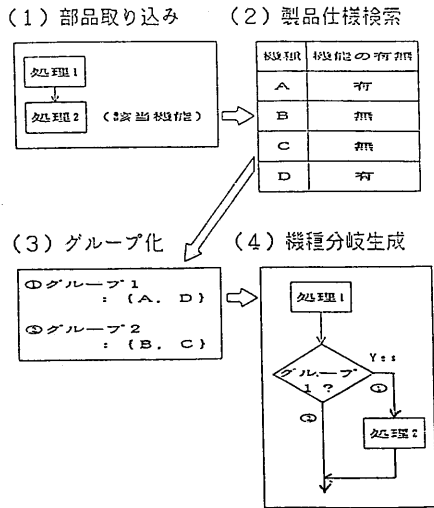 (1) 部品取り込み
処理1
処理2 (該当機能)
(2) 製品仕様検索
機種 機能の有無
A 有
B 無
C 無
D 有
(3) グループ化
①グループ1
: {A. D}
②グループ2
: {B. C}
(4) 機種分岐生成
処理1
グループ
1 ?
Yes
①
②
処理2